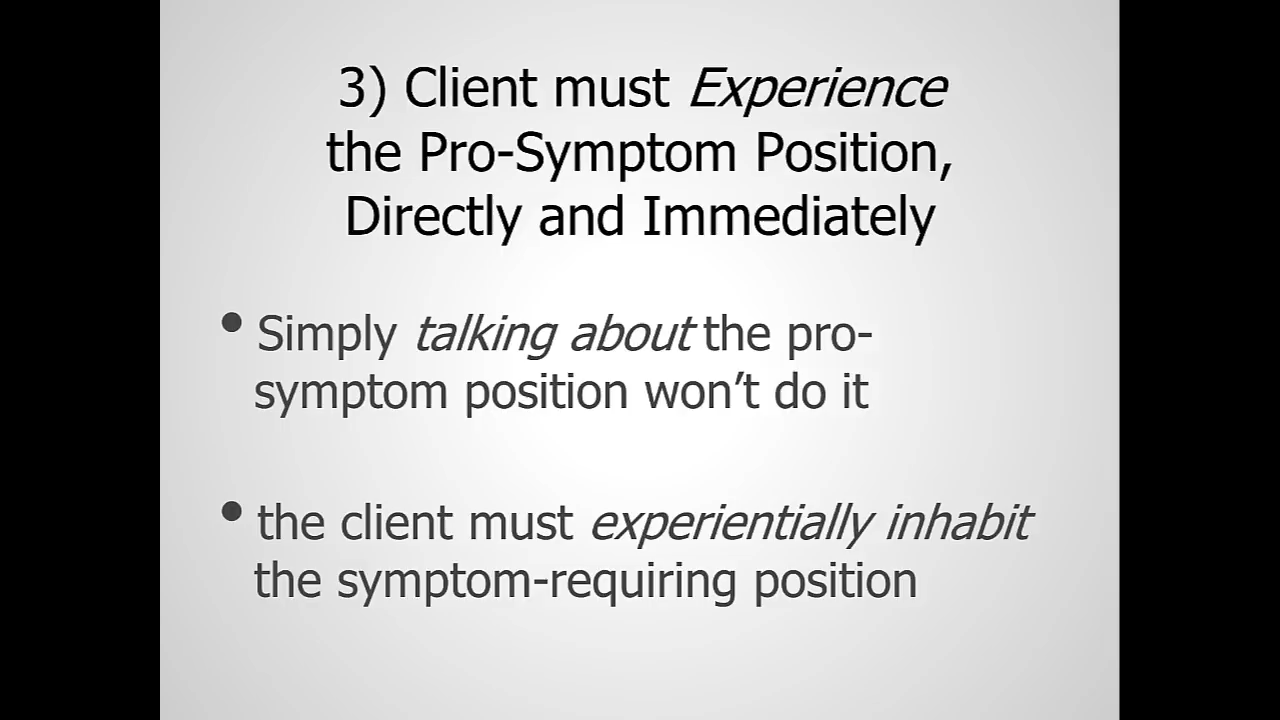 3) Client must Experience
the Pro-Symptom Position,
Directly and Immediately
• Simply talking about the pro-
symptom position won't do it
• the client must experientially inhabit
the symptom-requiring position